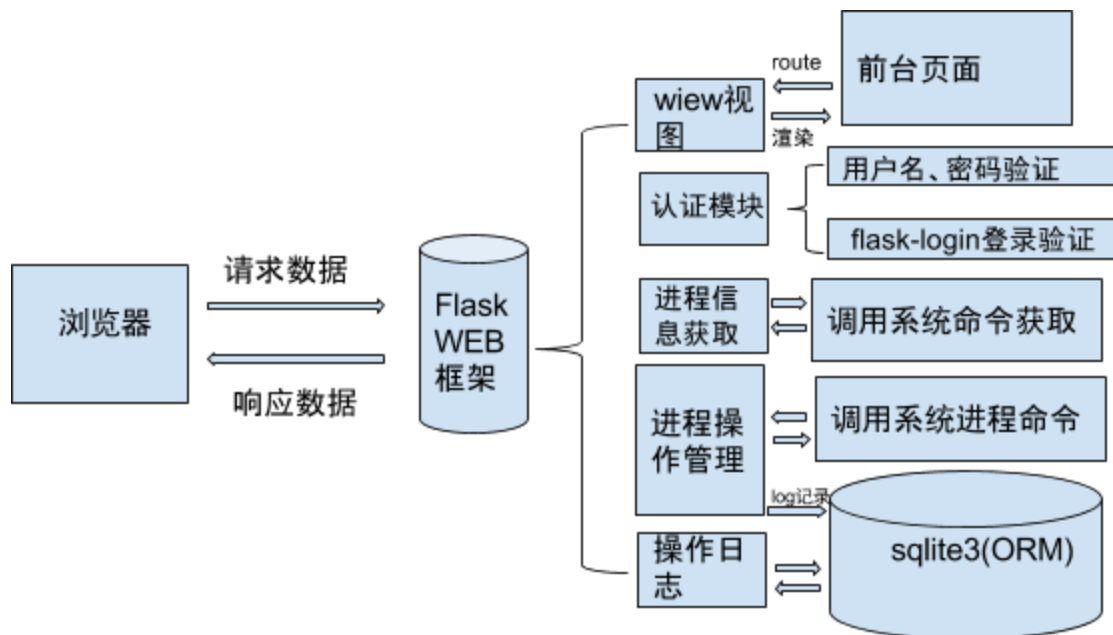 浏览器
请求数据
响应数据
Flask
WEB
框架
wiew视
图
route
渲染
前台页面
认证模块
用户名、密码验证
flask-login登录验证
进程信
息获取
调用系统命令获取
进程操
作管理
调用系统进程命令
log记录
操作日
志
sqlite3(ORM)